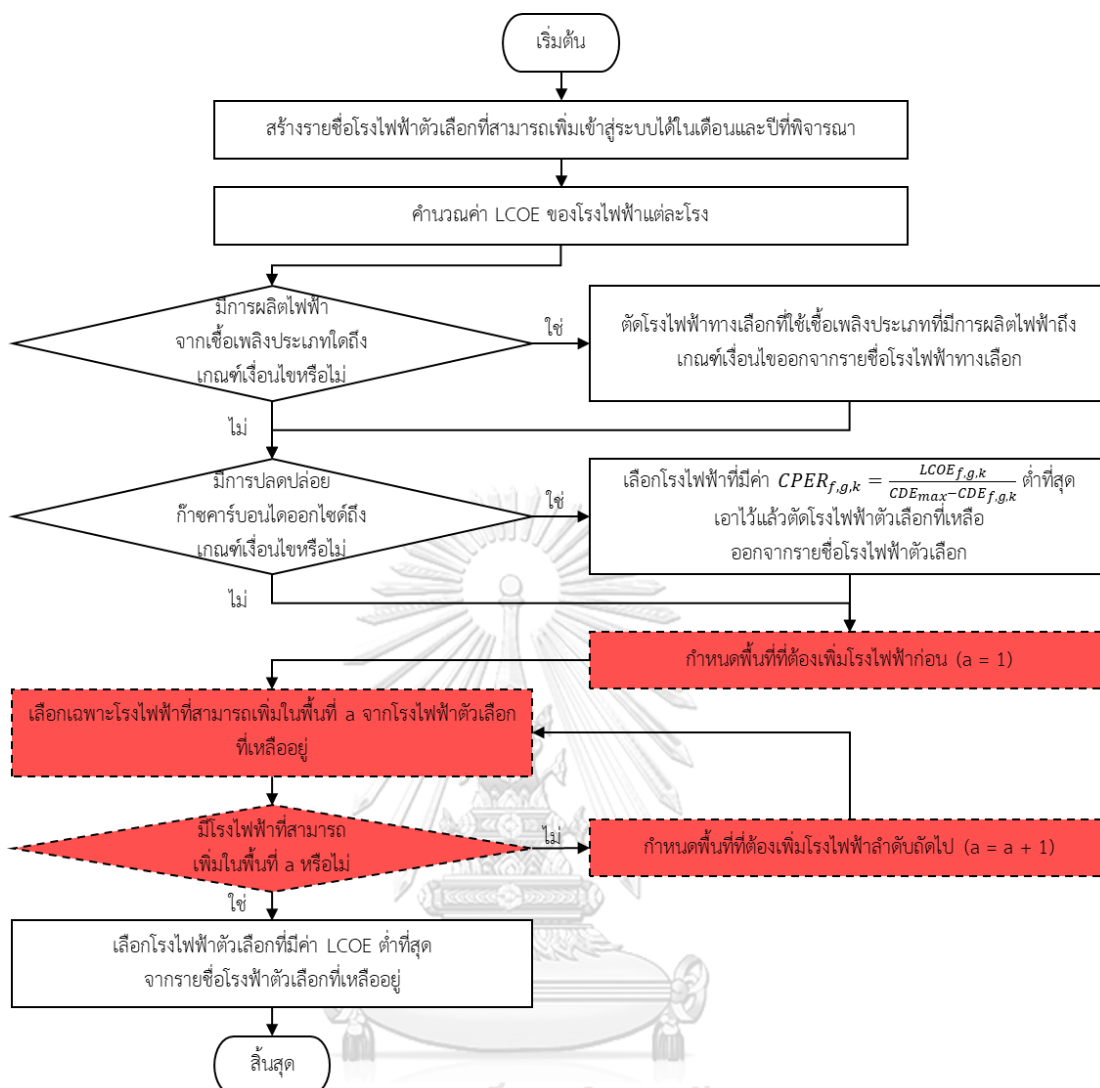 เริ่มต้น
สร้างรายชื่อโรงไฟฟ้าตัวเลือกที่สามารถเพิ่มเข้าสู่ระบบได้ในเดือนและปีที่พิจารณา
คำนวณค่า LCOE ของโรงไฟฟ้าแต่ละโรง
มีการผลิตไฟฟ้า
จากเชื้อเพลิงประเภทใดถึง
เกณฑ์เงื่อนไขหรือไม่
ใช่
ตัดโรงไฟฟ้าทางเลือกที่ใช้เชื้อเพลิงประเภทที่มีการผลิตไฟฟ้าถึง
เกณฑ์เงื่อนไขออกจากรายชื่อโรงไฟฟ้าทางเลือก
ไม่
มีการปลดปล่อย
ก๊าซคาร์บอนไดออกไซด์ถึง
เกณฑ์เงื่อนไขหรือไม่
ใช่
เลือกโรงไฟฟ้าที่มีค่า $CPER_{f,g,k} = \frac{LCOE_{f,g,k}}{CDE_{max}-CDE_{f,g,k}}$ ต่ำที่สุด
เอาไว้แล้วตัดโรงไฟฟ้าตัวเลือกที่เหลือ
ออกจากรายชื่อโรงไฟฟ้าตัวเลือก
ไม่
กำหนดพื้นที่ที่ต้องเพิ่มโรงไฟฟ้าก่อน (a = 1)
เลือกเฉพาะโรงไฟฟ้าที่สามารถเพิ่มในพื้นที่ a จากโรงไฟฟ้าตัวเลือก
ที่เหลืออยู่
มีโรงไฟฟ้าที่สามารถ
เพิ่มในพื้นที่ a หรือไม่
ไม่
กำหนดพื้นที่ที่ต้องเพิ่มโรงไฟฟ้าลำดับถัดไป (a = a + 1)
ใช่
เลือกโรงไฟฟ้าตัวเลือกที่มีค่า LCOE ต่ำที่สุด
จากรายชื่อโรงฟ้าตัวเลือกที่เหลืออยู่
สิ้นสุด